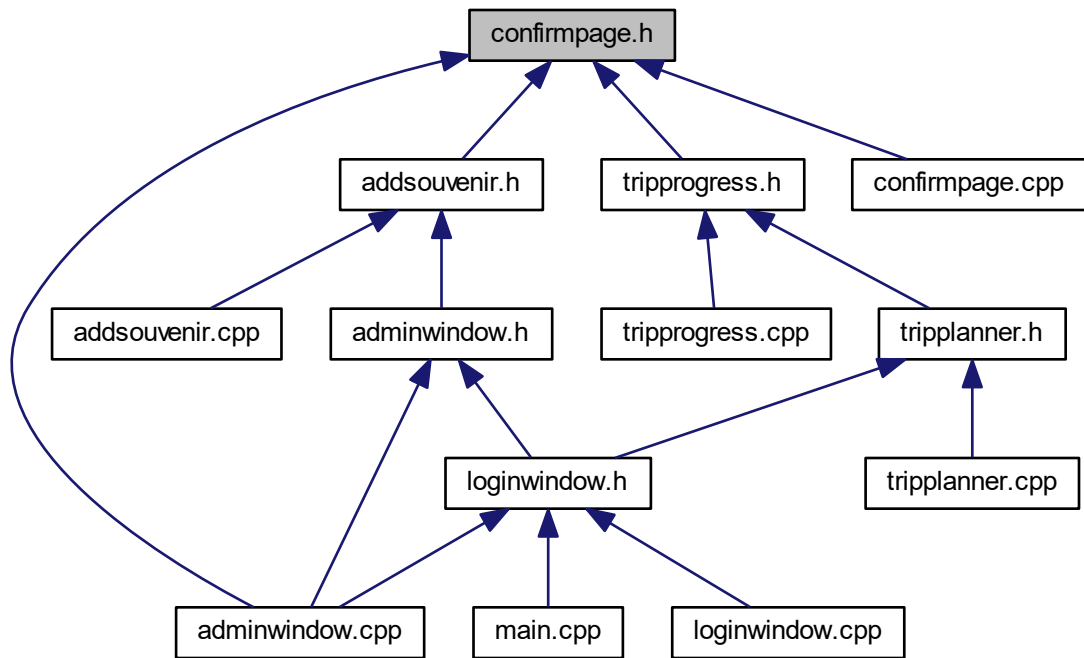 confirmpage.h
addsouvenir.h
tripprogress.h
confirmpage.cpp
addsouvenir.cpp
adminwindow.h
tripprogress.cpp
tripplanner.h
loginwindow.h
tripplanner.cpp
adminwindow.cpp
main.cpp
loginwindow.cpp